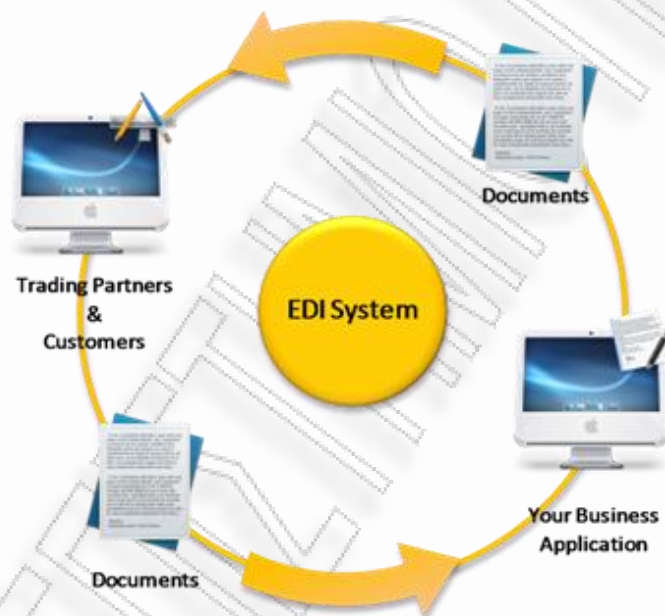 Documents
EDI System
Trading Partners
&
Customers
Your Business
Application
Documents